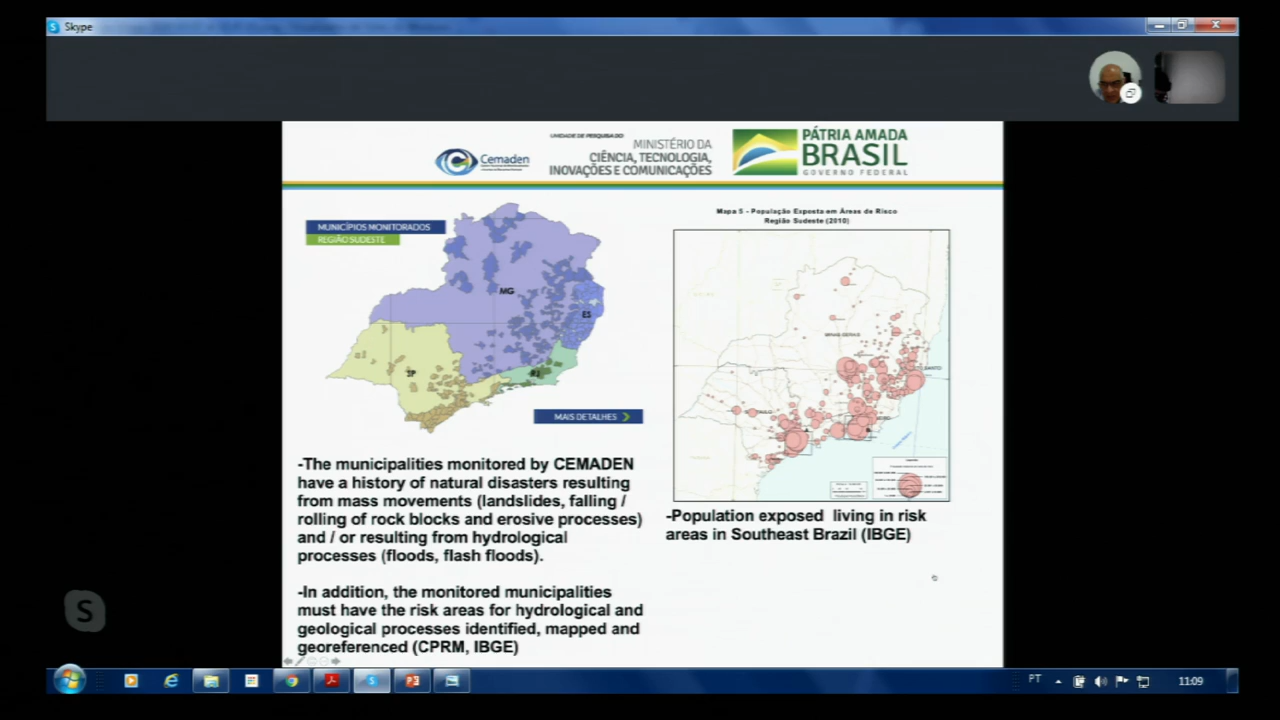 Skype
Cemaden
UNIDADE DE PESQUISA DO
MINISTÉRIO DA
CIÊNCIA, TECNOLOGIA,
INOVAÇÕES E COMUNICAÇÕES
PÁTRIA AMADA
BRASIL
GOVERNO FEDERAL
MUNICÍPIOS MONITORADOS
REGIÃO SUDESTE
MG
ES
SP
RJ
MAIS DETALHES
Mapa 5 - População Exposta em Áreas de Risco
Região Sudeste (2010)
MINAS GERAIS
-The municipalities monitored by CEMADEN
have a history of natural disasters resulting
from mass movements (landslides, falling /
rolling of rock blocks and erosive processes)
and / or resulting from hydrological
processes (floods, flash floods).
-In addition, the monitored municipalities
must have the risk areas for hydrological and
geological processes identified, mapped and
georeferenced (CPRM, IBGE)
-Population exposed living in risk
areas in Southeast Brazil (IBGE)
PT
11:09